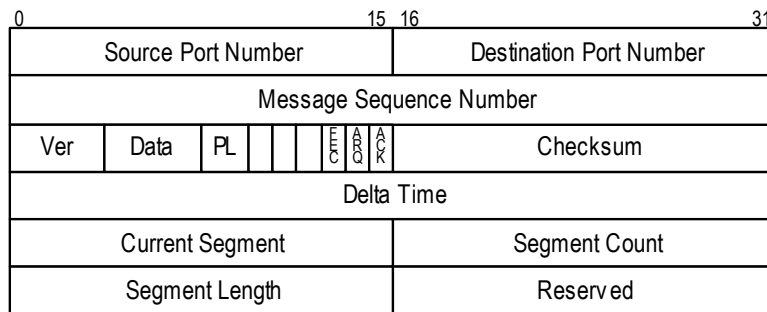 0 15 16 31
Source Port Number Destination Port Number
Message Sequence Number
Ver Data PL FEC ARQ ACK Checksum
Delta Time
Current Segment Segment Count
Segment Length Reserved